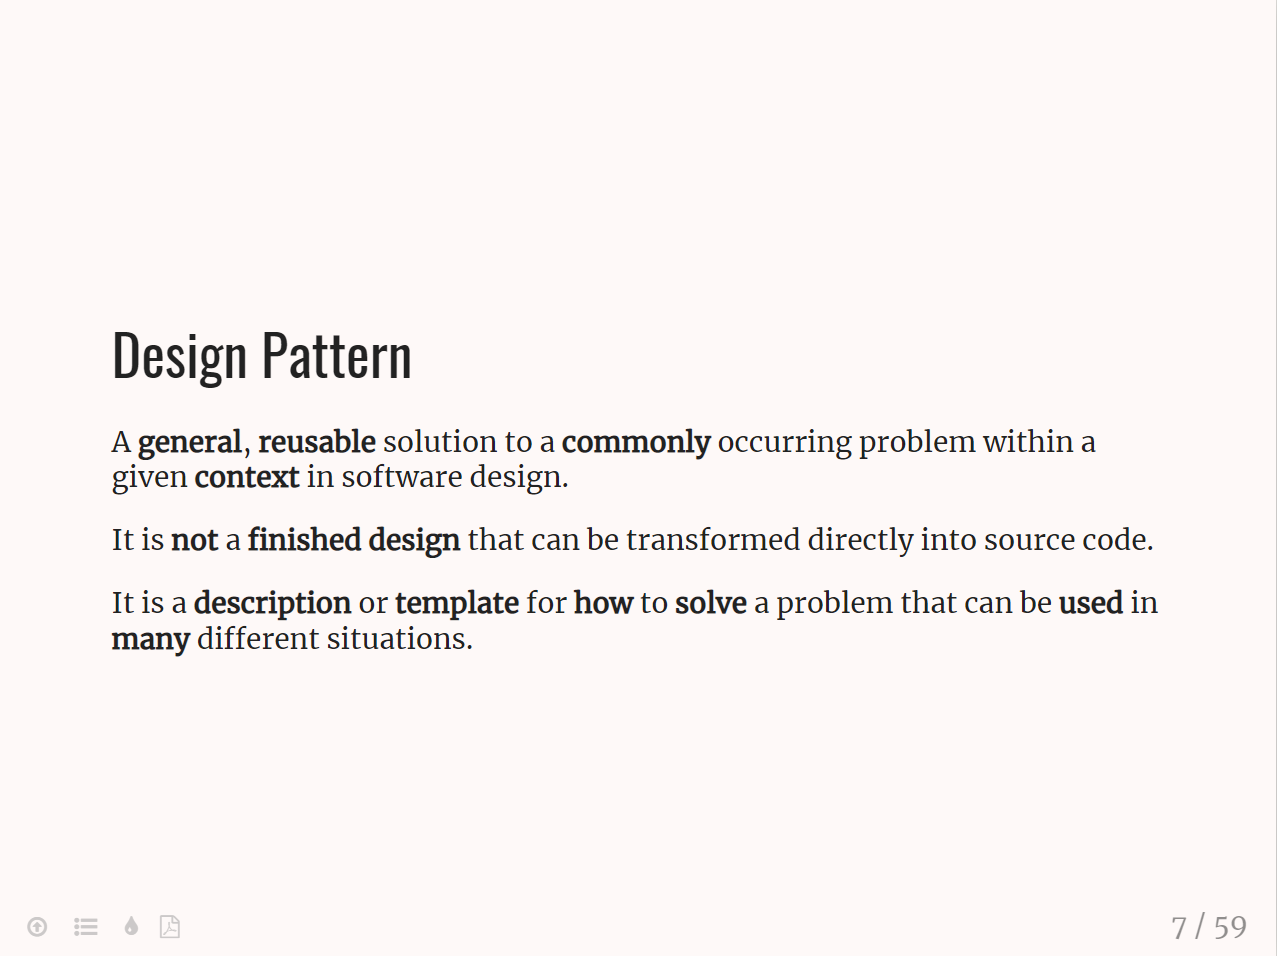 Design Pattern
A general, reusable solution to a commonly occurring problem within a
given context in software design.
It is not a finished design that can be transformed directly into source code.
It is a description or template for how to solve a problem that can be used in
many different situations.
7 / 59